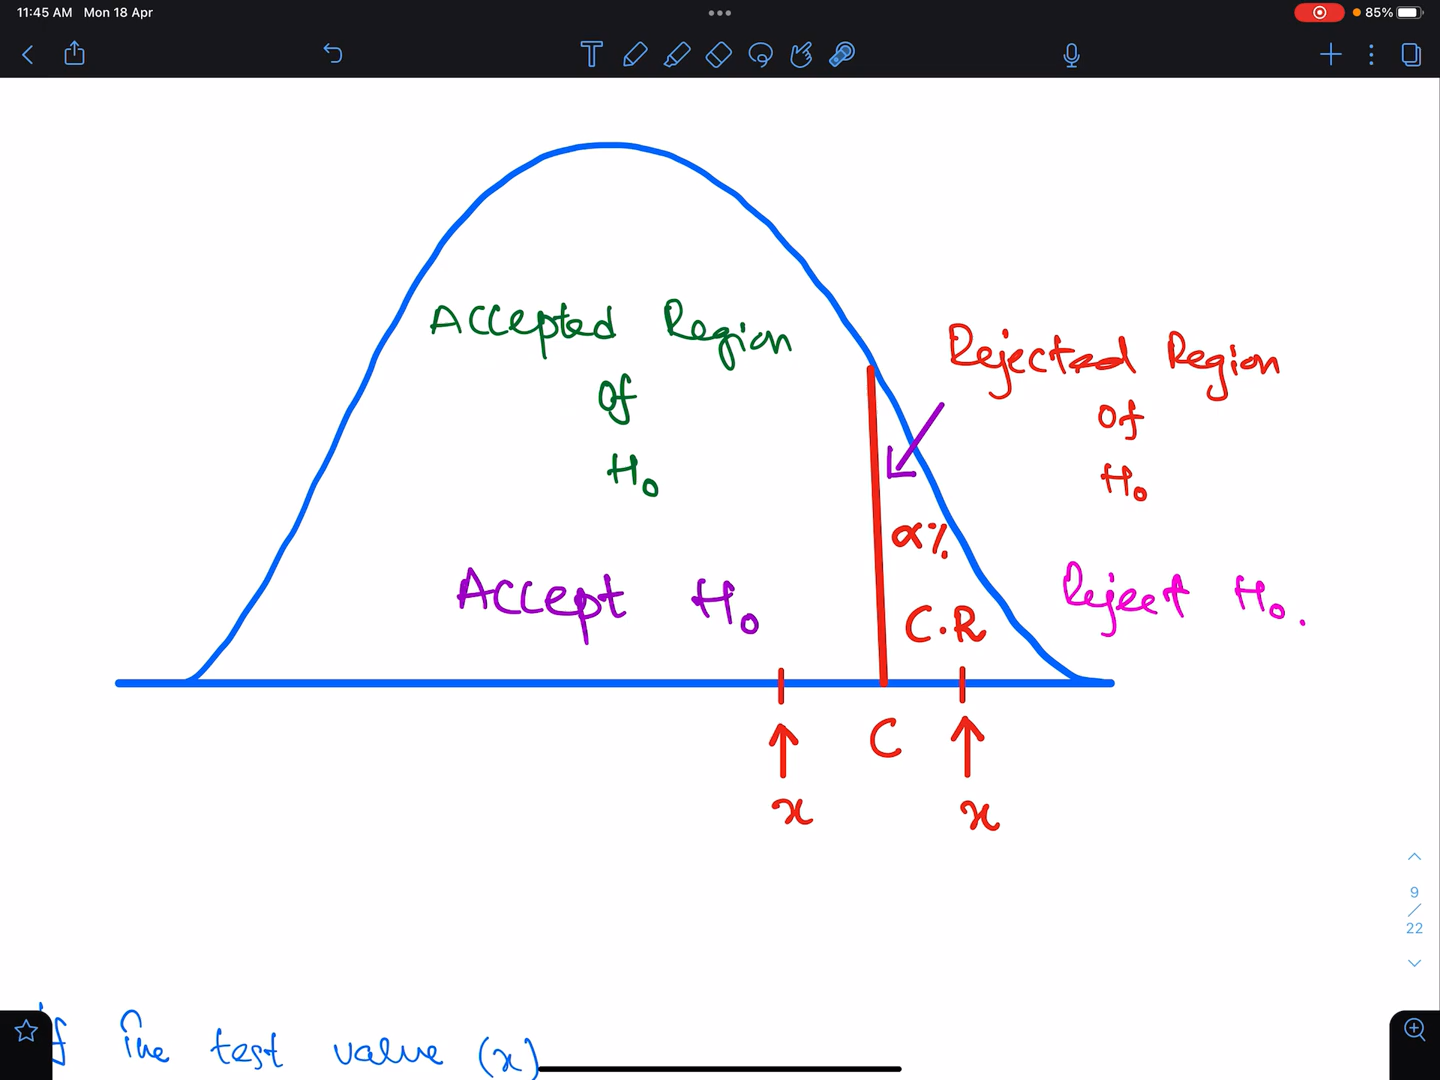 11:45 AM Mon 18 Apr
85%
Accepted Region
Of
H₀
Rejected Region
Of
H₀
α%
Accept H₀
Reject H₀.
C.R
C
x
x
9
/
22
if the test value (x)